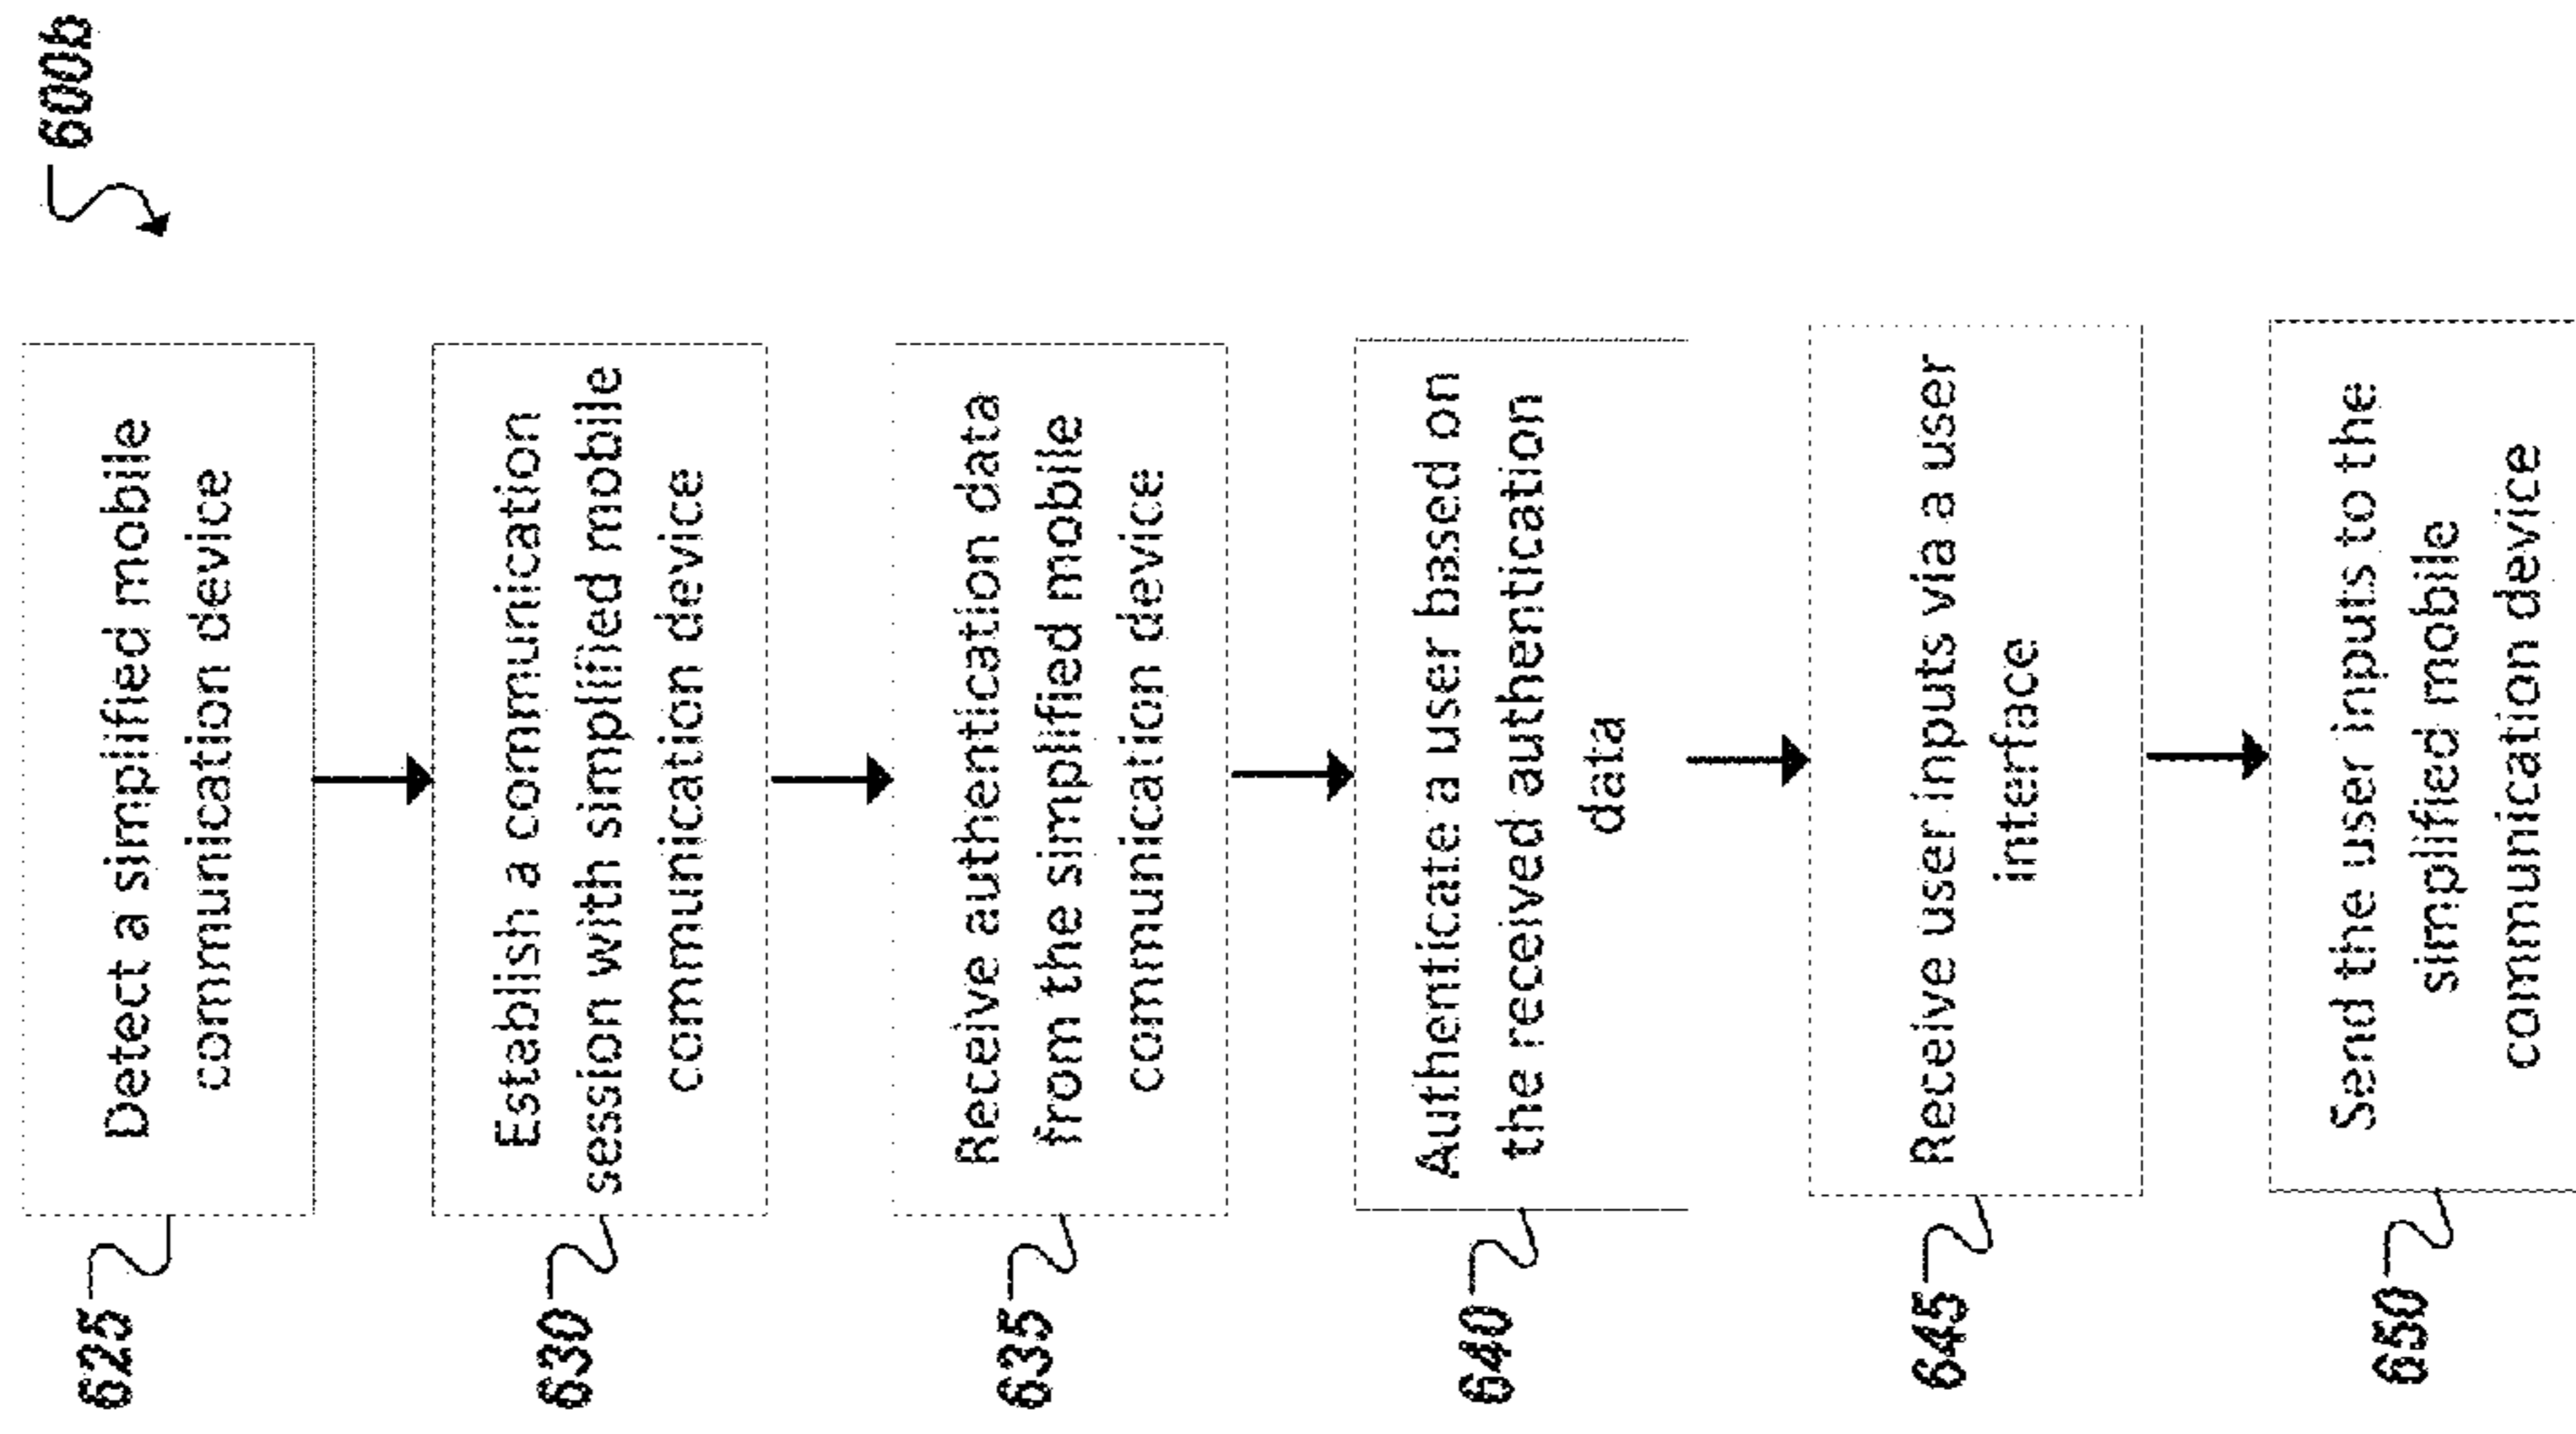 600b
625
Detect a simplified mobile
communication device
630
Establish a communication
session with simplified mobile
communication device
635
Receive authentication data
from the simplified mobile
communication device
640
Authenticate a user based on
the received authentication
data
645
Receive user inputs via a user
interface
650
Send the user inputs to the
simplified mobile
communication device